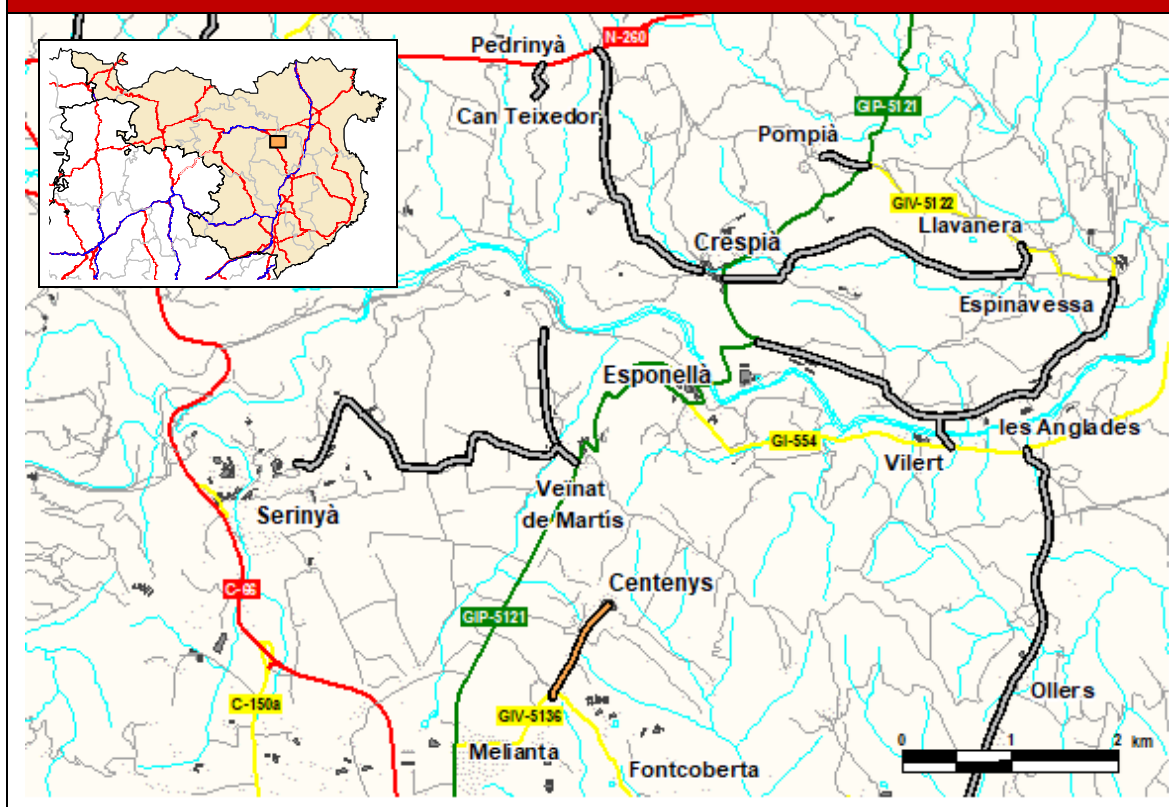 N-260
Pedrinyà
Can Teixedor
GIP-5121
Pompià
GIV-5122
Llavanera
Crespià
Espinavessa
Esponellà
les Anglades
GI-554
Vilert
Veïnat
de Martís
Serinyà
Centenys
C-66
GIP-5121
Ollers
C-150a
GIV-5136
Melianta
Fontcoberta
0 1 2 km